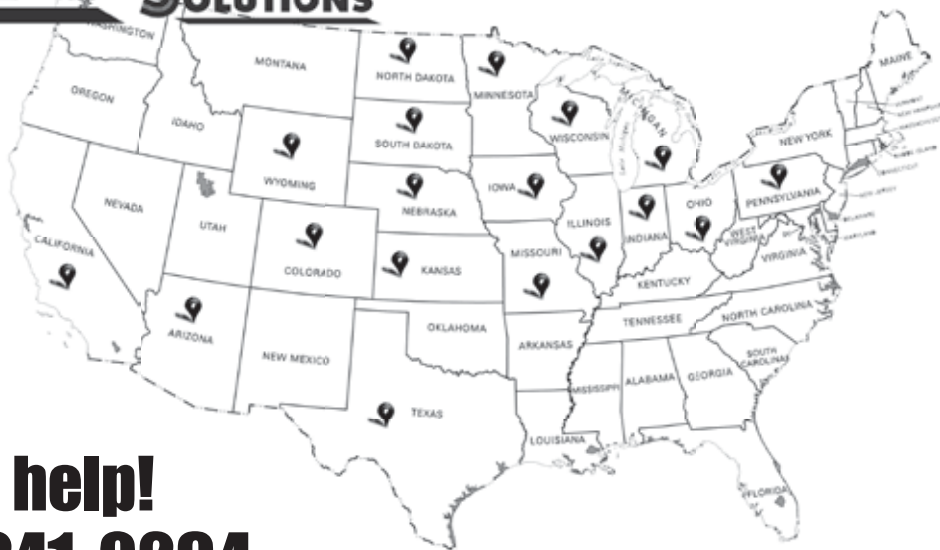 SOLUTIONS
WASHINGTON
MONTANA
NORTH DAKOTA
MINNESOTA
MAINE
OREGON
IDAHO
SOUTH DAKOTA
WISCONSIN
MICHIGAN
NEW YORK
WYOMING
NEBRASKA
IOWA
PENNSYLVANIA
NEVADA
UTAH
COLORADO
KANSAS
MISSOURI
ILLINOIS
INDIANA
OHIO
WEST
VIRGINIA
VIRGINIA
CALIFORNIA
KENTUCKY
ARIZONA
NEW MEXICO
OKLAHOMA
ARKANSAS
TENNESSEE
NORTH CAROLINA
SOUTH
CAROLINA
MISSISSIPPI
ALABAMA
GEORGIA
TEXAS
LOUISIANA
FLORIDA
help!